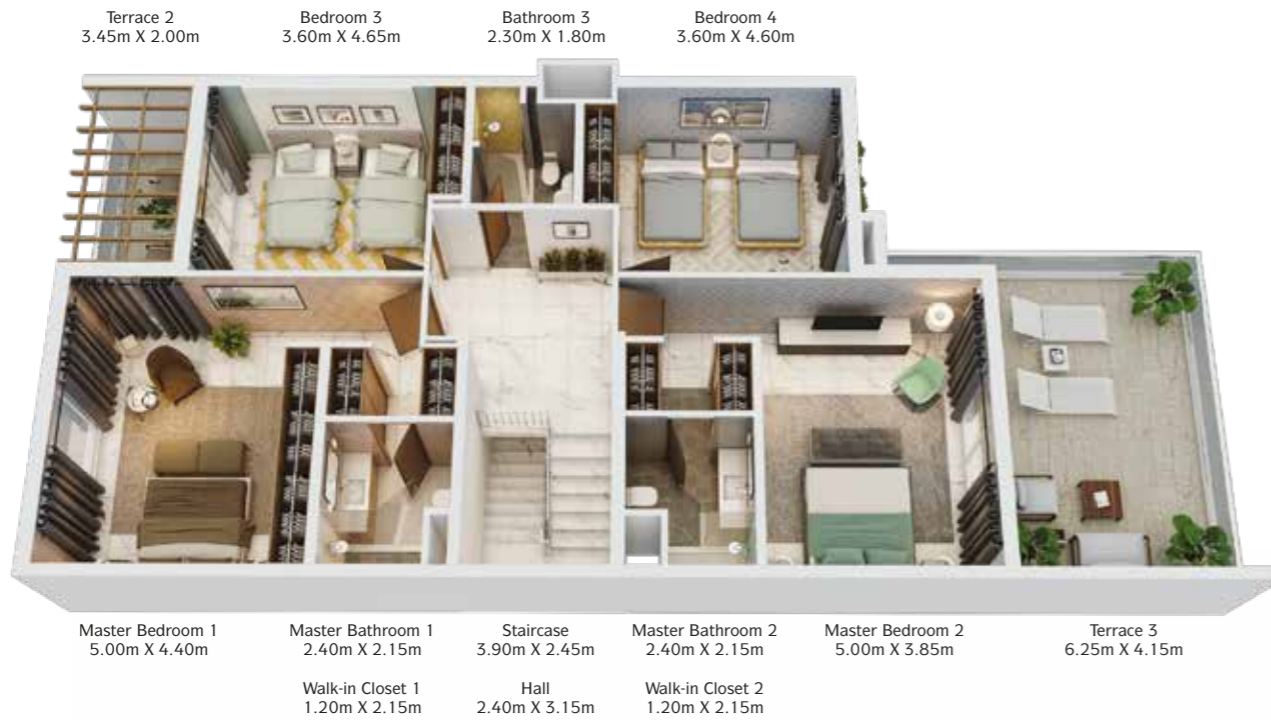 Terrace 2
3.45m X 2.00m
Bedroom 3
3.60m X 4.65m
Bathroom 3
2.30m X 1.80m
Bedroom 4
3.60m X 4.60m
Master Bedroom 1
5.00m X 4.40m
Master Bathroom 1
2.40m X 2.15m
Staircase
3.90m X 2.45m
Master Bathroom 2
2.40m X 2.15m
Master Bedroom 2
5.00m X 3.85m
Terrace 3
6.25m X 4.15m
Walk-in Closet 1
1.20m X 2.15m
Hall
2.40m X 3.15m
Walk-in Closet 2
1.20m X 2.15m